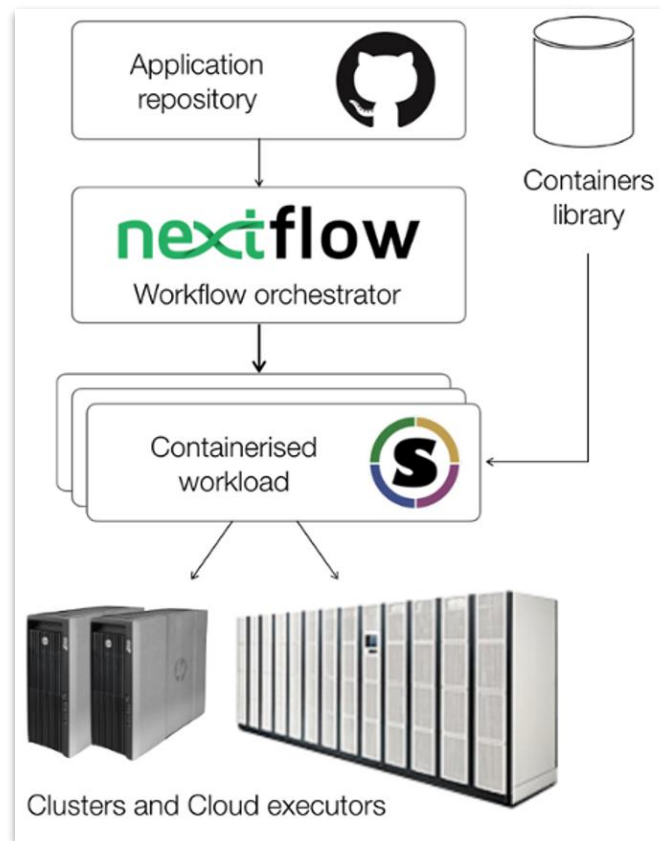 Application
repository
nextflow
Workflow orchestrator
Containers
library
Containerised
workload
S
Clusters and Cloud executors